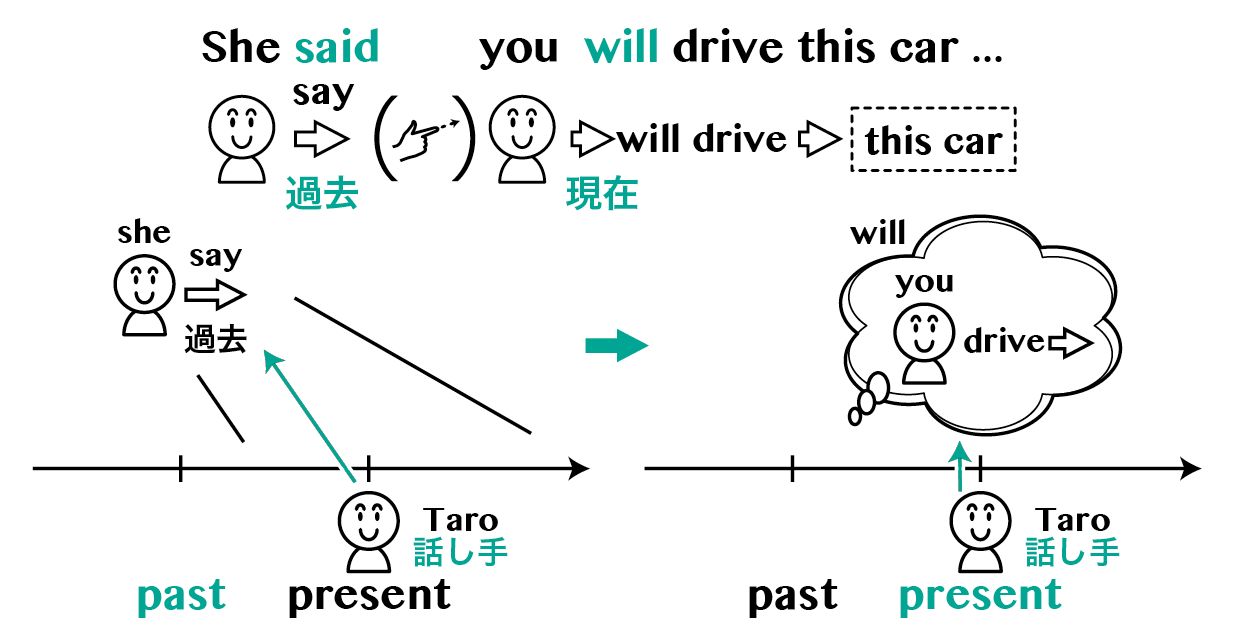 She said you will drive this car ...
say
will drive this car
過去 現在
she
say
過去
will
you
drive
Taro
話し手
past present
Taro
話し手
past present